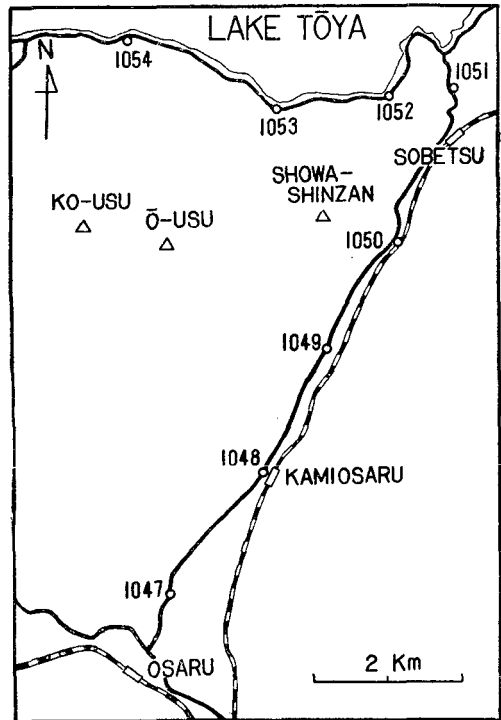 LAKE TŌYA
N
1054
1051
1053
1052
SOBETSU
SHOWA-
SHINZAN
KO-USU
Ō-USU
1050
1049
1048
KAMIOSARU
1047
OSARU
2 Km